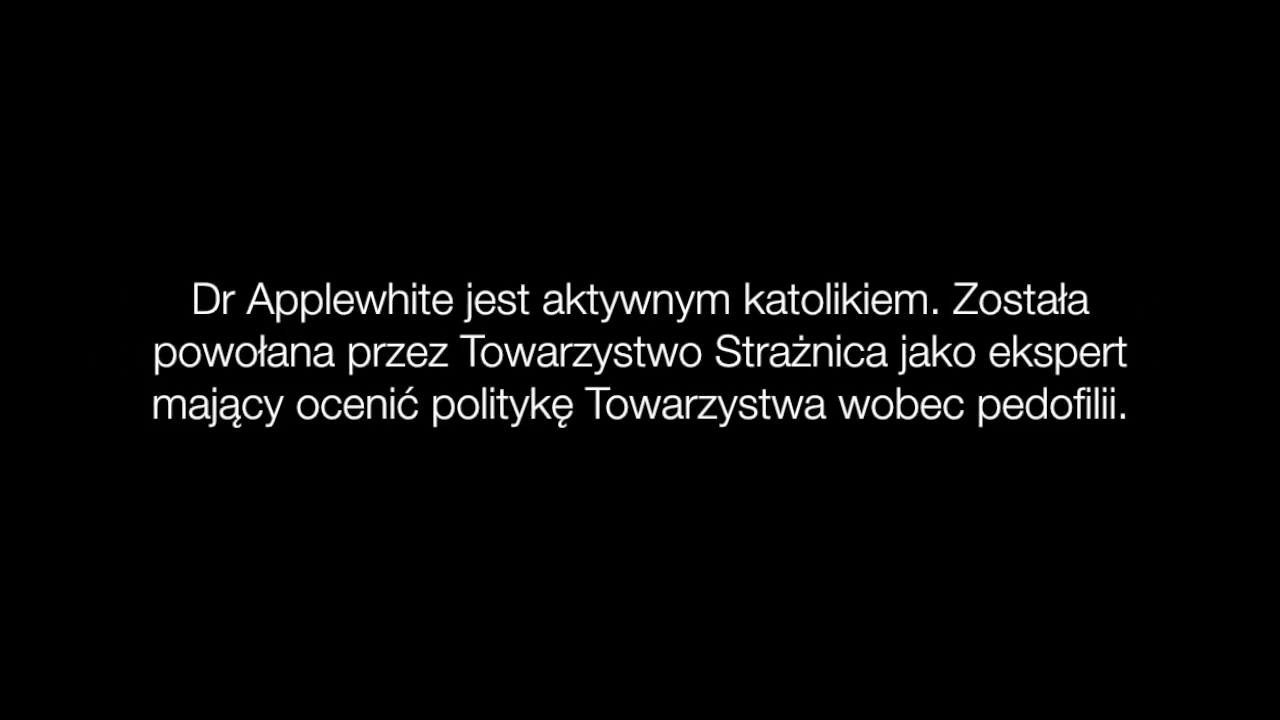 Dr Applewhite jest aktywnym katolikiem. Została
powołana przez Towarzystwo Strażnica jako ekspert
mający ocenić politykę Towarzystwa wobec pedofilii.